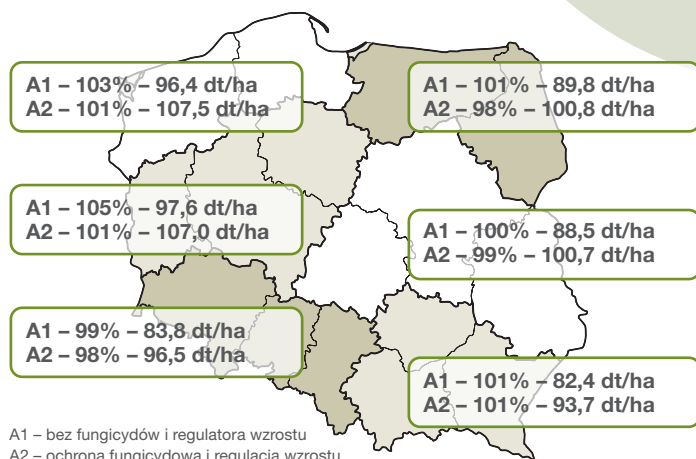 A1 – 103% – 96,4 dt/ha
A2 – 101% – 107,5 dt/ha
A1 – 101% – 89,8 dt/ha
A2 – 98% – 100,8 dt/ha
A1 – 105% – 97,6 dt/ha
A2 – 101% – 107,0 dt/ha
A1 – 100% – 88,5 dt/ha
A2 – 99% – 100,7 dt/ha
A1 – 99% – 83,8 dt/ha
A2 – 98% – 96,5 dt/ha
A1 – 101% – 82,4 dt/ha
A2 – 101% – 93,7 dt/ha
A1 – bez fungicydów i regulatora wzrostu
A2 – ochrona fungicydowa i regulacja wzrostu